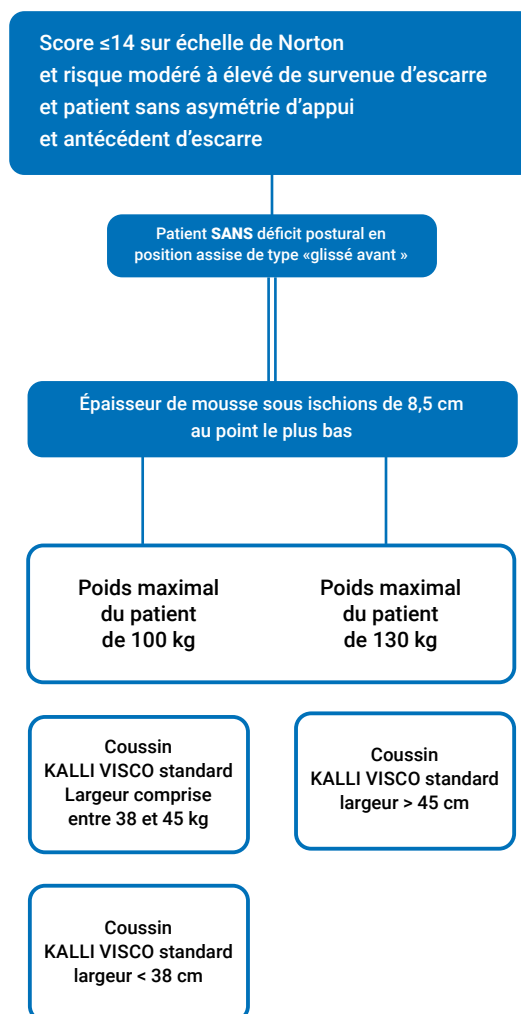 Score ≤14 sur échelle de Norton
et risque modéré à élevé de survenue d’escarre
et patient sans asymétrie d’appui
et antécédent d’escarre
Patient SANS déficit postural en
position assise de type «glissé avant »
Épaisseur de mousse sous ischions de 8,5 cm
au point le plus bas
Poids maximal
du patient
de 100 kg
Poids maximal
du patient
de 130 kg
Coussin
KALLI VISCO standard
Largeur comprise
entre 38 et 45 kg
Coussin
KALLI VISCO standard
largeur > 45 cm
Coussin
KALLI VISCO standard
largeur < 38 cm